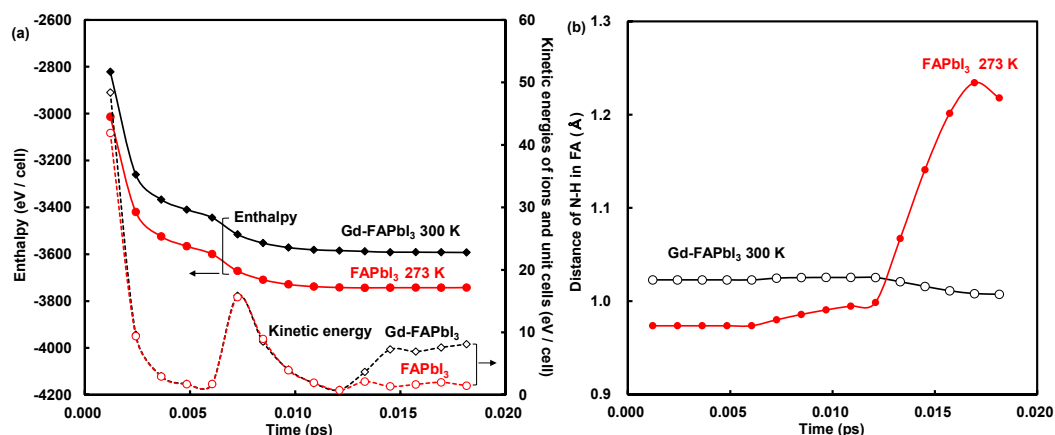 (a)
Enthalpy (eV / cell)
-2600
-2800
-3000
-3200
-3400
-3600
-3800
-4000
-4200
0.000
0.005
0.010
0.015
0.020
Time (ps)
60
50
40
30
20
10
0
Kinetic energies of ions and unit cells (eV / cell)
Enthalpy
Gd-FAPbI3 300 K
FAPbI3 273 K
Kinetic energy
Gd-FAPbI3
FAPbI3
(b)
Distance of N-H in FA (Å)
1.3
1.2
1.1
1.0
0.9
0.000
0.005
0.010
0.015
0.020
Time (ps)
FAPbI3 273 K
Gd-FAPbI3 300 K